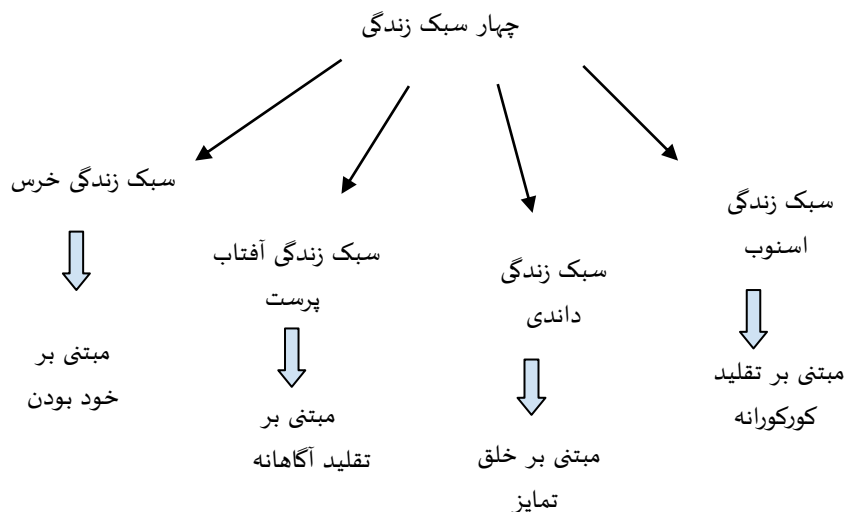 چهار سبک زندگی
سبک زندگی
اسنوب
مبتنی بر تقلید
کورکورانه
سبک زندگی
داندی
مبتنی بر خلق
تمایز
سبک زندگی آفتاب
پرست
مبتنی بر
تقلید آگاهانه
سبک زندگی خرس
مبتنی بر
خود بودن